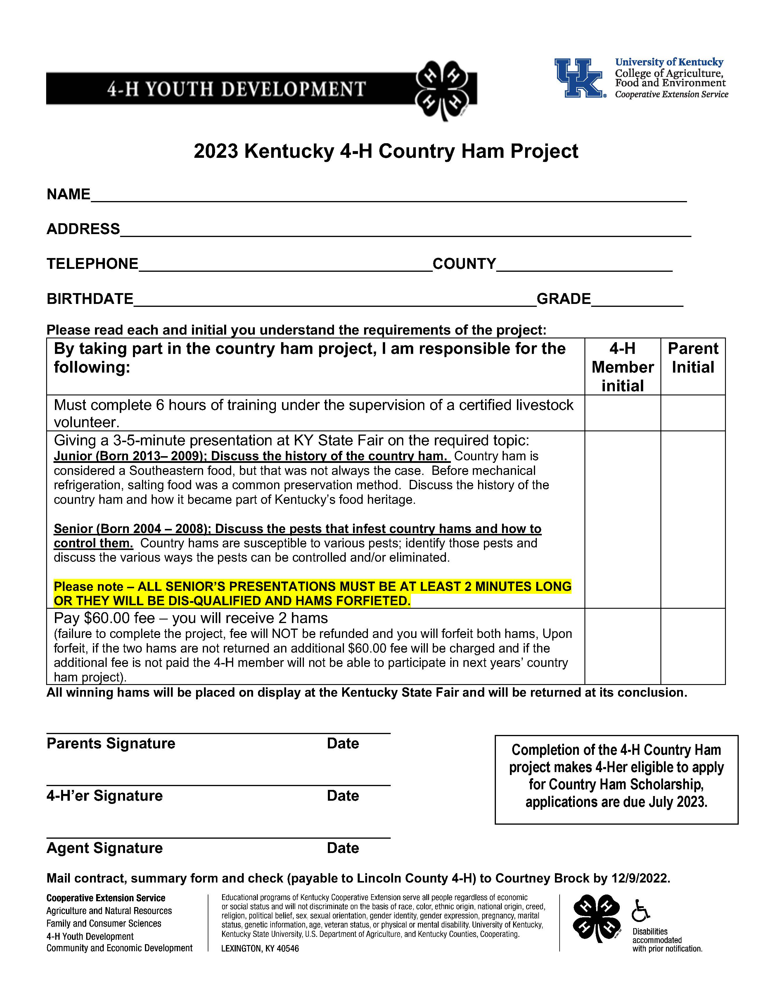 4-H YOUTH DEVELOPMENT
H H H H
University of Kentucky
College of Agriculture,
Food and Environment
Cooperative Extension Service
UK®
2023 Kentucky 4-H Country Ham Project
NAME
ADDRESS
TELEPHONE COUNTY
BIRTHDATE GRADE
Please read each and initial you understand the requirements of the project:
By taking part in the country ham project, I am responsible for the
following:
4-H
Member
initial
Parent
Initial
Must complete 6 hours of training under the supervision of a certified livestock
volunteer.
Giving a 3-5-minute presentation at KY State Fair on the required topic:
Junior (Born 2013– 2009); Discuss the history of the country ham. Country ham is
considered a Southeastern food, but that was not always the case. Before mechanical
refrigeration, salting food was a common preservation method. Discuss the history of the
country ham and how it became part of Kentucky’s food heritage.
Senior (Born 2004 – 2008); Discuss the pests that infest country hams and how to
control them. Country hams are susceptible to various pests; identify those pests and
discuss the various ways the pests can be controlled and/or eliminated.
Please note – ALL SENIOR’S PRESENTATIONS MUST BE AT LEAST 2 MINUTES LONG
OR THEY WILL BE DIS-QUALIFIED AND HAMS FORFIETED.
Pay $60.00 fee – you will receive 2 hams
(failure to complete the project, fee will NOT be refunded and you will forfeit both hams, Upon
forfeit, if the two hams are not returned an additional $60.00 fee will be charged and if the
additional fee is not paid the 4-H member will not be able to participate in next years’ country
ham project).
All winning hams will be placed on display at the Kentucky State Fair and will be returned at its conclusion.
Parents Signature Date
4-H’er Signature Date
Agent Signature Date
Completion of the 4-H Country Ham
project makes 4-Her eligible to apply
for Country Ham Scholarship,
applications are due July 2023.
Mail contract, summary form and check (payable to Lincoln County 4-H) to Courtney Brock by 12/9/2022.
Cooperative Extension Service
Agriculture and Natural Resources
Family and Consumer Sciences
4-H Youth Development
Community and Economic Development
Educational programs of Kentucky Cooperative Extension serve all people regardless of economic
or social status and will not discriminate on the basis of race, color, ethnic origin, national origin, creed,
religion, political belief, sex, sexual orientation, gender identity, gender expression, pregnancy, marital
status, genetic information, age, veteran status, or physical or mental disability. University of Kentucky,
Kentucky State University, U.S. Department of Agriculture, and Kentucky Counties, Cooperating.
LEXINGTON, KY 40546
H H H H
Disabilities
accommodated
with prior notification.